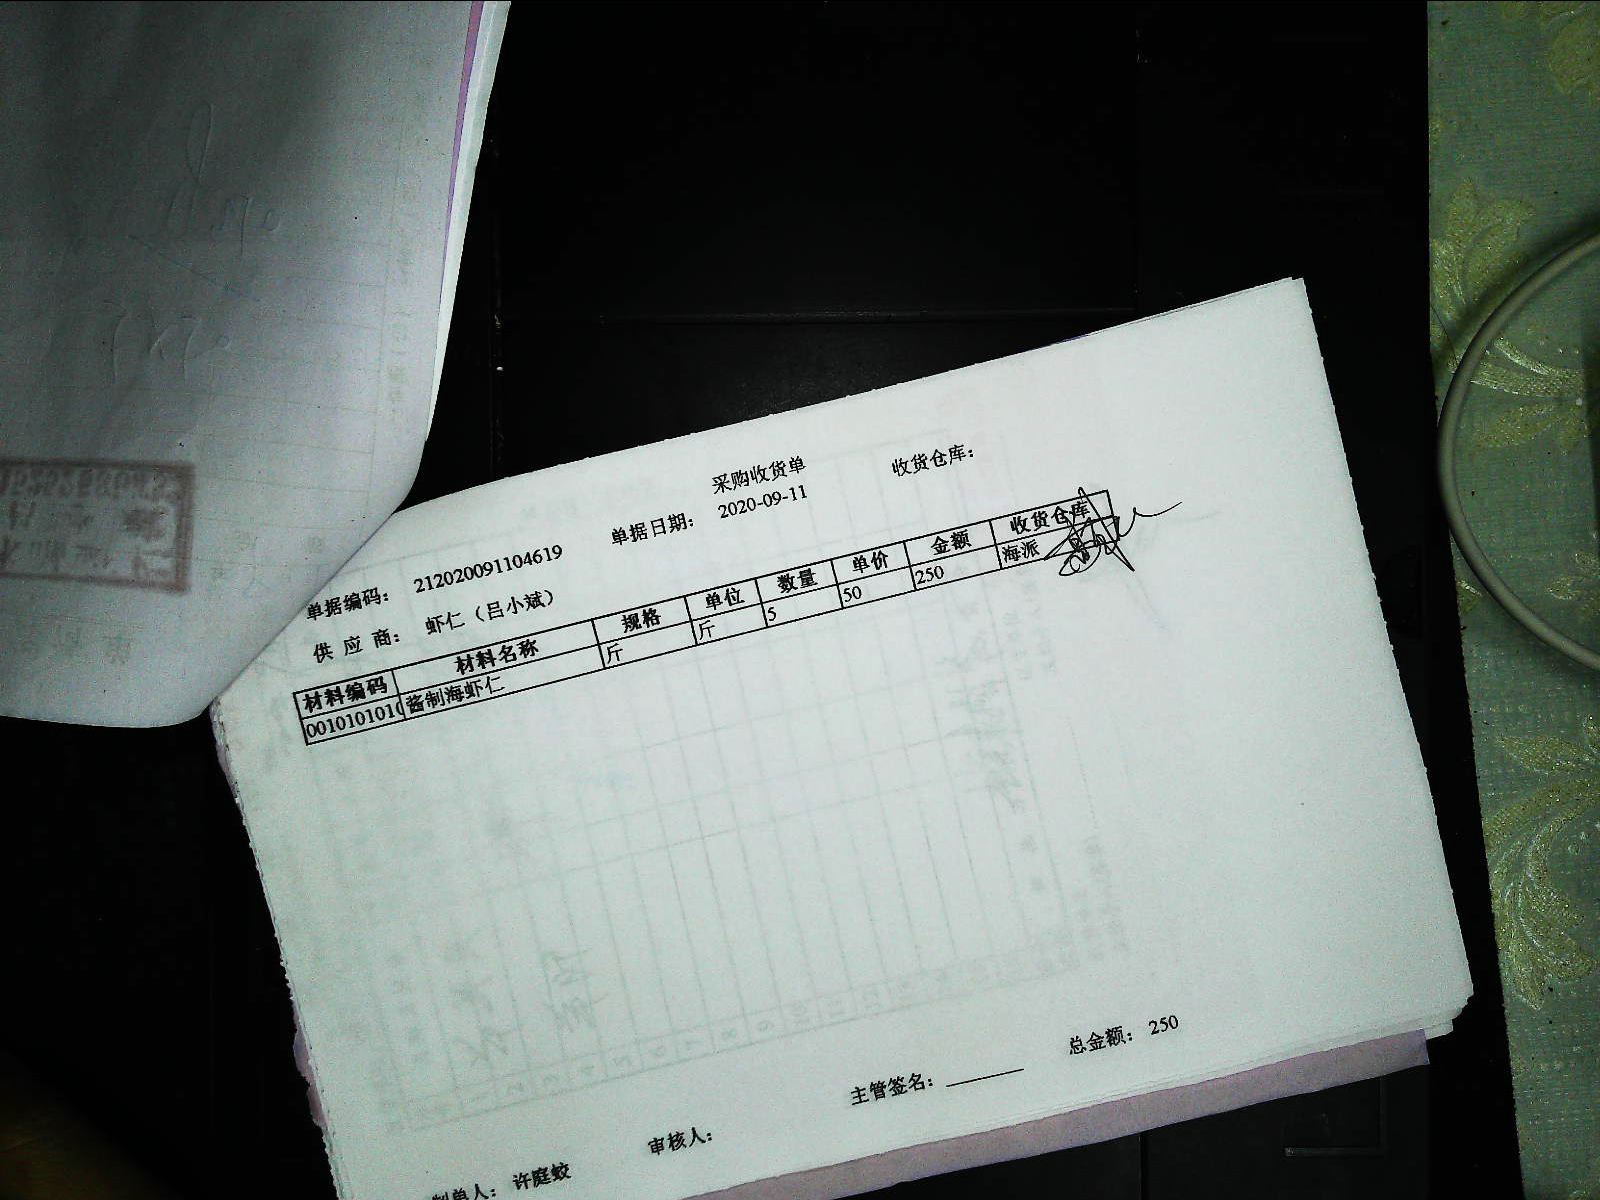 采购收货单
收货仓库：
单据编码： 212020091104619 单据日期： 2020-09-11
供 应 商： 虾仁（吕小斌）
材料编码 材料名称 规格 单位 数量 单价 金额 收货仓库
001010101 酱制海虾仁 斤 斤 5 50 250 海派
总金额： 250
主管签名：
审核人：
制单人： 许庭蛟